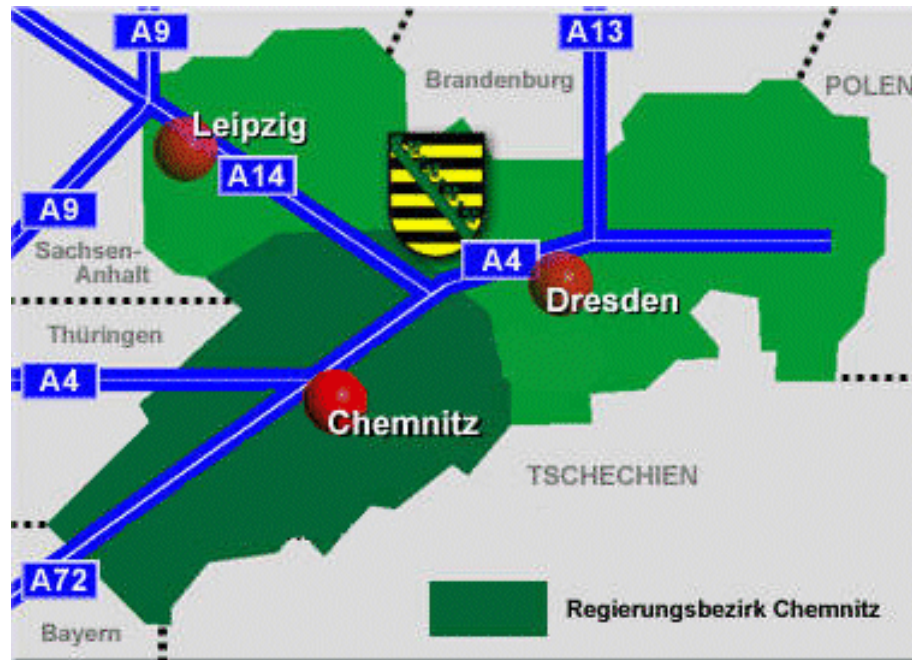 A9
A13
Brandenburg
POLEN
Leipzig
A14
A9
Sachsen-
Anhalt
A4
Dresden
Thüringen
A4
Chemnitz
TSCHECHIEN
A72
Regierungsbezirk Chemnitz
Bayern